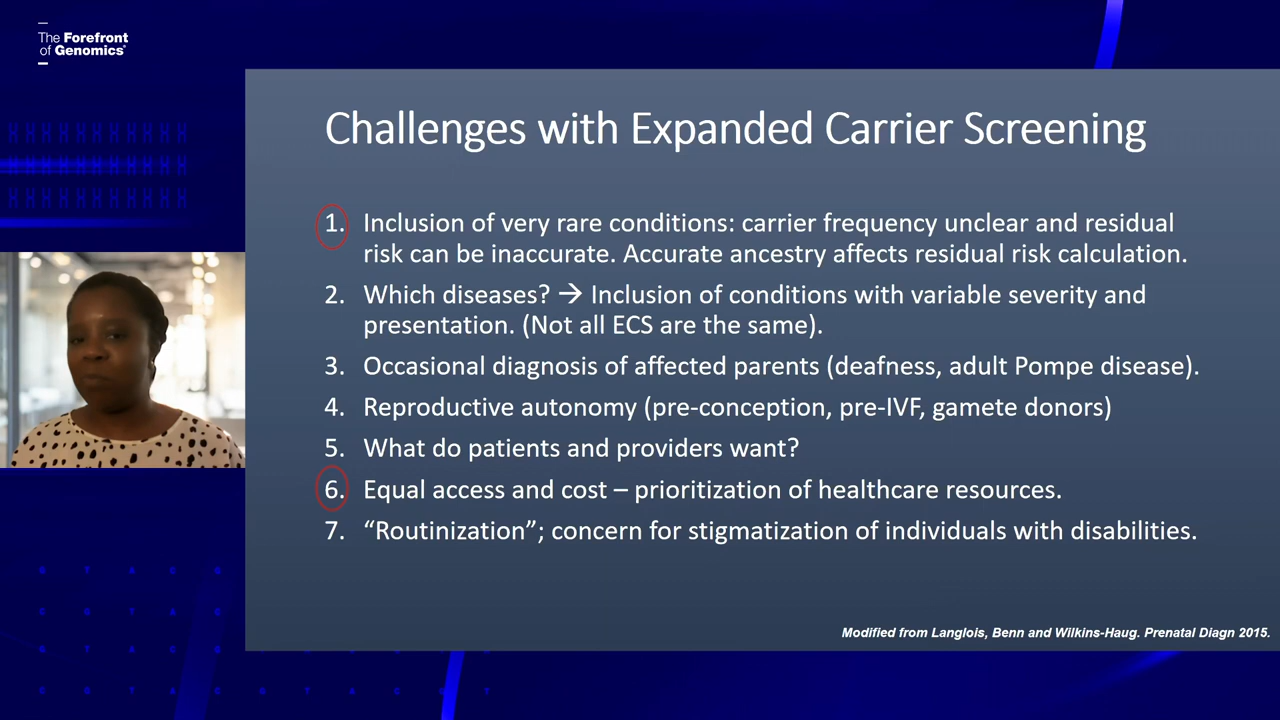 The Forefront
of Genomics®
Challenges with Expanded Carrier Screening
1. Inclusion of very rare conditions: carrier frequency unclear and residual
risk can be inaccurate. Accurate ancestry affects residual risk calculation.
2. Which diseases? → Inclusion of conditions with variable severity and
presentation. (Not all ECS are the same).
3. Occasional diagnosis of affected parents (deafness, adult Pompe disease).
4. Reproductive autonomy (pre-conception, pre-IVF, gamete donors)
5. What do patients and providers want?
6. Equal access and cost – prioritization of healthcare resources.
7. “Routinization”; concern for stigmatization of individuals with disabilities.
Modified from Langlois, Benn and Wilkins-Haug. Prenatal Diagn 2015.